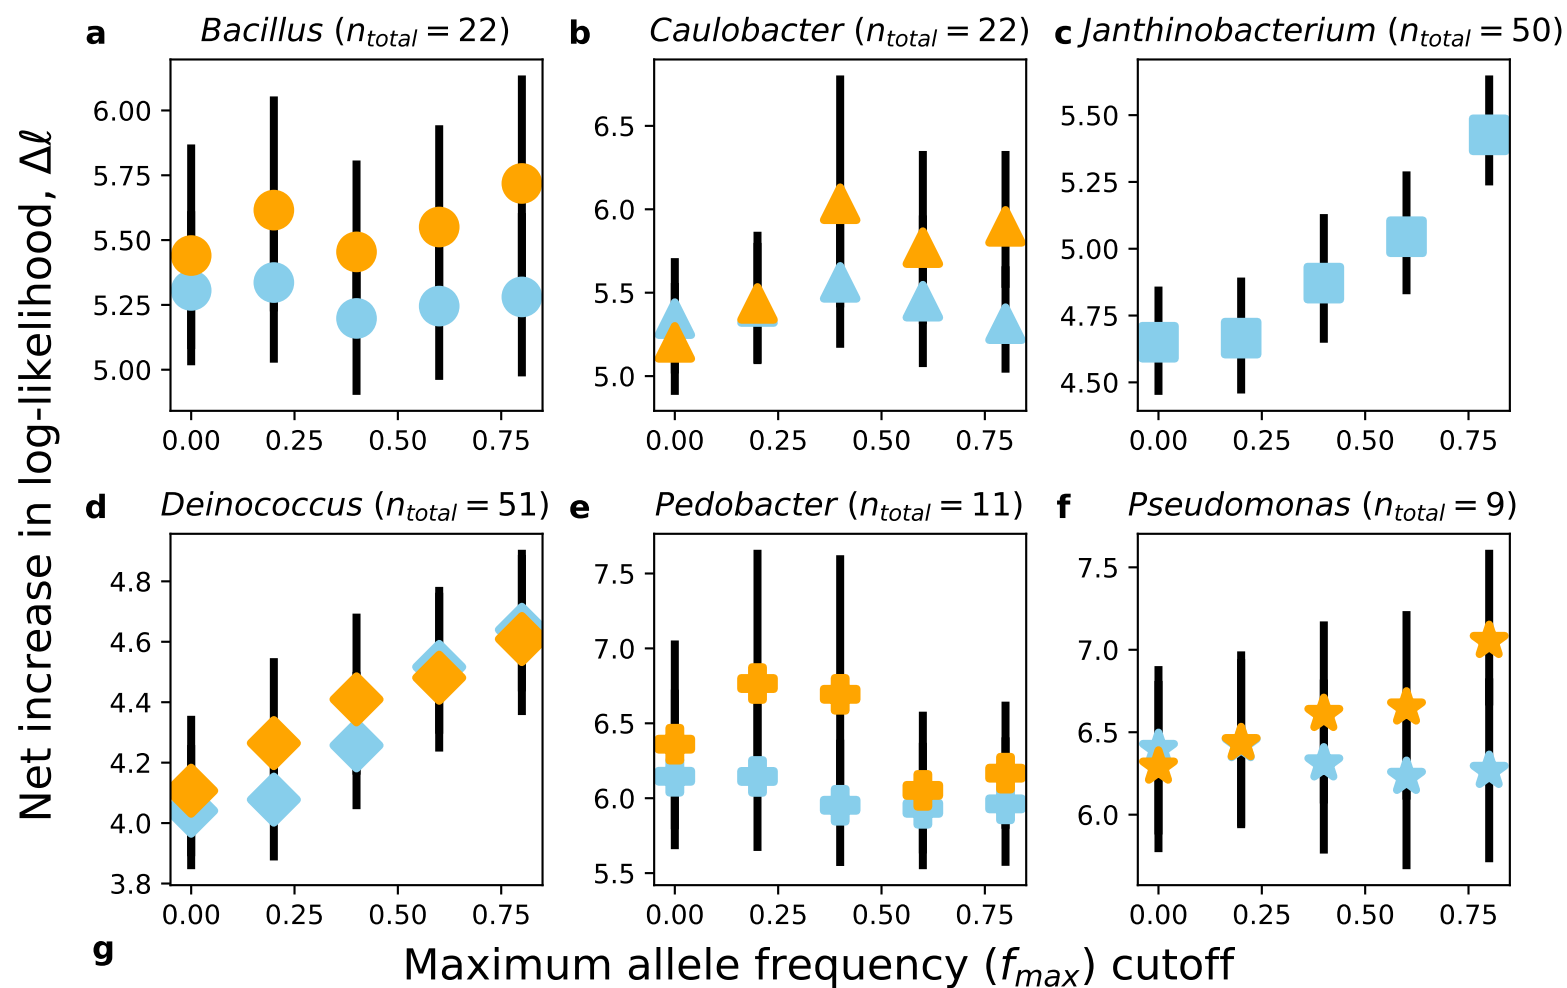 Net increase in log-likelihood, Δℓ
a Bacillus (n_total = 22)
6.00
5.75
5.50
5.25
5.00
0.00 0.25 0.50 0.75
b Caulobacter (n_total = 22)
6.5
6.0
5.5
5.0
0.00 0.25 0.50 0.75
c Janthinobacterium (n_total = 50)
5.50
5.25
5.00
4.75
4.50
0.00 0.25 0.50 0.75
d Deinococcus (n_total = 51)
4.8
4.6
4.4
4.2
4.0
3.8
0.00 0.25 0.50 0.75
e Pedobacter (n_total = 11)
7.5
7.0
6.5
6.0
5.5
0.00 0.25 0.50 0.75
f Pseudomonas (n_total = 9)
7.5
7.0
6.5
6.0
0.00 0.25 0.50 0.75
g
Maximum allele frequency (f_max) cutoff